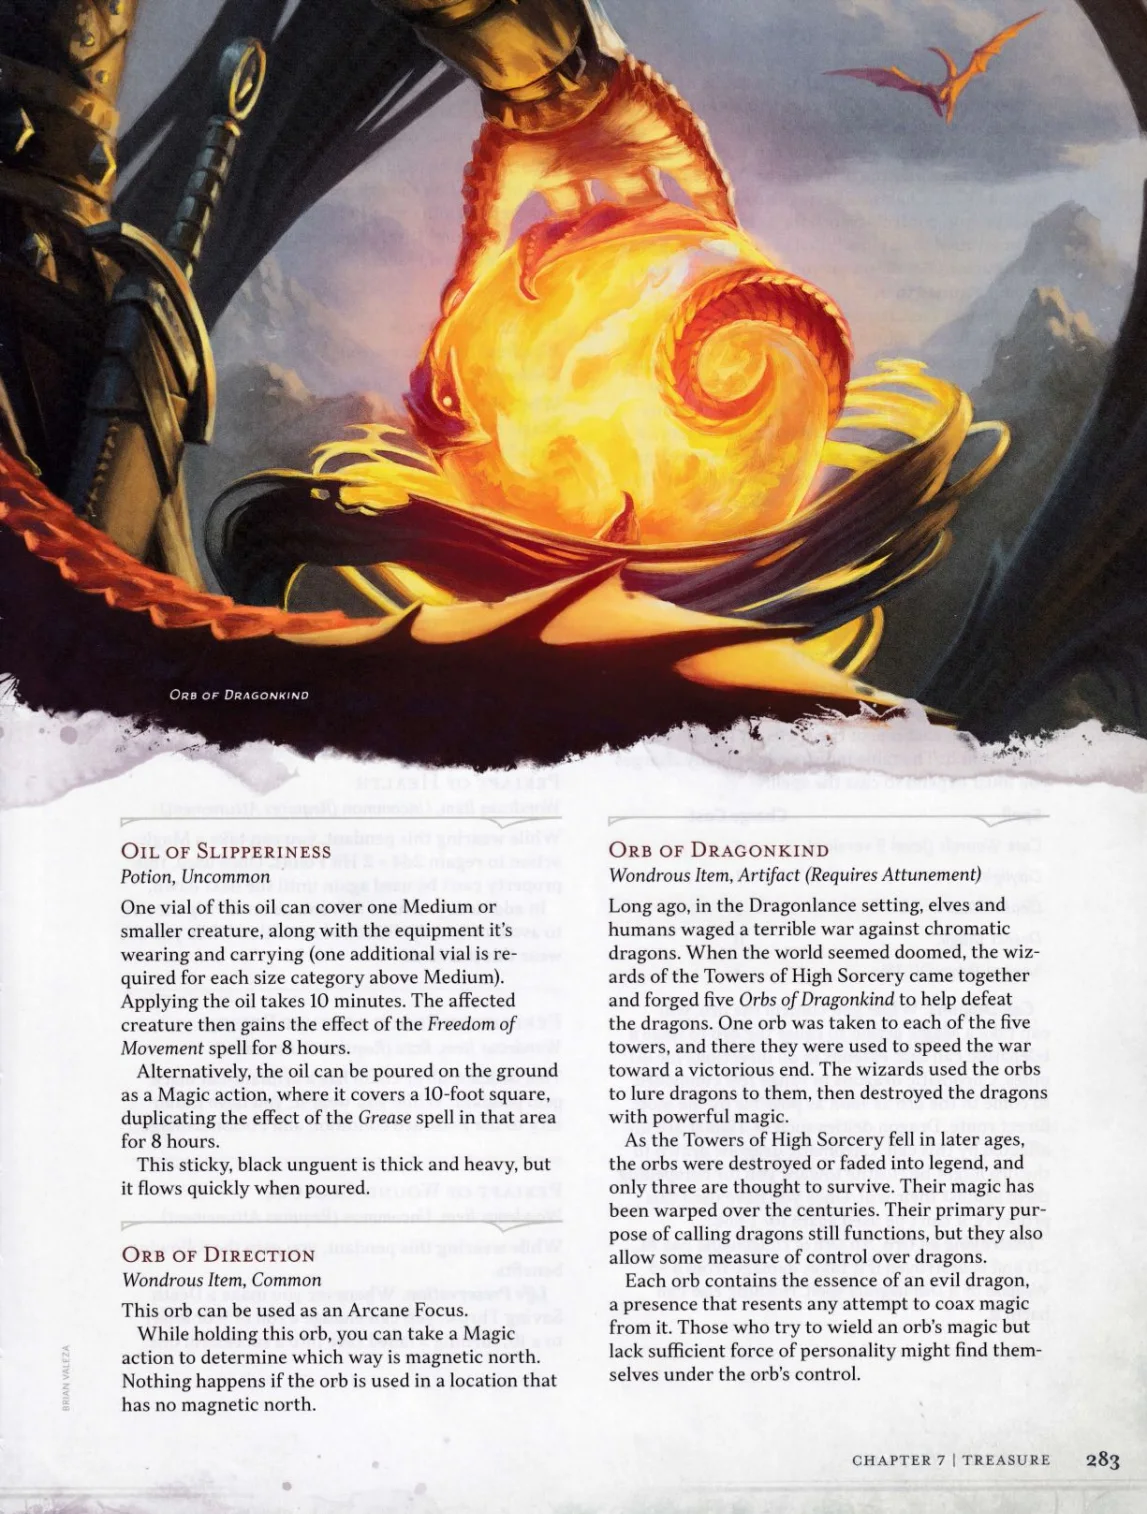 ORB OF DRAGONKIND
OIL OF SLIPPERINESS
Potion, Uncommon
One vial of this oil can cover one Medium or
smaller creature, along with the equipment it's
wearing and carrying (one additional vial is re-
quired for each size category above Medium).
Applying the oil takes 10 minutes. The affected
creature then gains the effect of the Freedom of
Movement spell for 8 hours.
Alternatively, the oil can be poured on the ground
as a Magic action, where it covers a 10-foot square,
duplicating the effect of the Grease spell in that area
for 8 hours.
This sticky, black unguent is thick and heavy, but
it flows quickly when poured.
ORB OF DIRECTION
Wondrous Item, Common
This orb can be used as an Arcane Focus.
While holding this orb, you can take a Magic
action to determine which way is magnetic north.
Nothing happens if the orb is used in a location that
has no magnetic north.
BRIAN VALEZA
ORB OF DRAGONKIND
Wondrous Item, Artifact (Requires Attunement)
Long ago, in the Dragonlance setting, elves and
humans waged a terrible war against chromatic
dragons. When the world seemed doomed, the wiz-
ards of the Towers of High Sorcery came together
and forged five Orbs of Dragonkind to help defeat
the dragons. One orb was taken to each of the five
towers, and there they were used to speed the war
toward a victorious end. The wizards used the orbs
to lure dragons to them, then destroyed the dragons
with powerful magic.
As the Towers of High Sorcery fell in later ages,
the orbs were destroyed or faded into legend, and
only three are thought to survive. Their magic has
been warped over the centuries. Their primary pur-
pose of calling dragons still functions, but they also
allow some measure of control over dragons.
Each orb contains the essence of an evil dragon,
a presence that resents any attempt to coax magic
from it. Those who try to wield an orb's magic but
lack sufficient force of personality might find them-
selves under the orb's control.
CHAPTER 7 | TREASURE 283